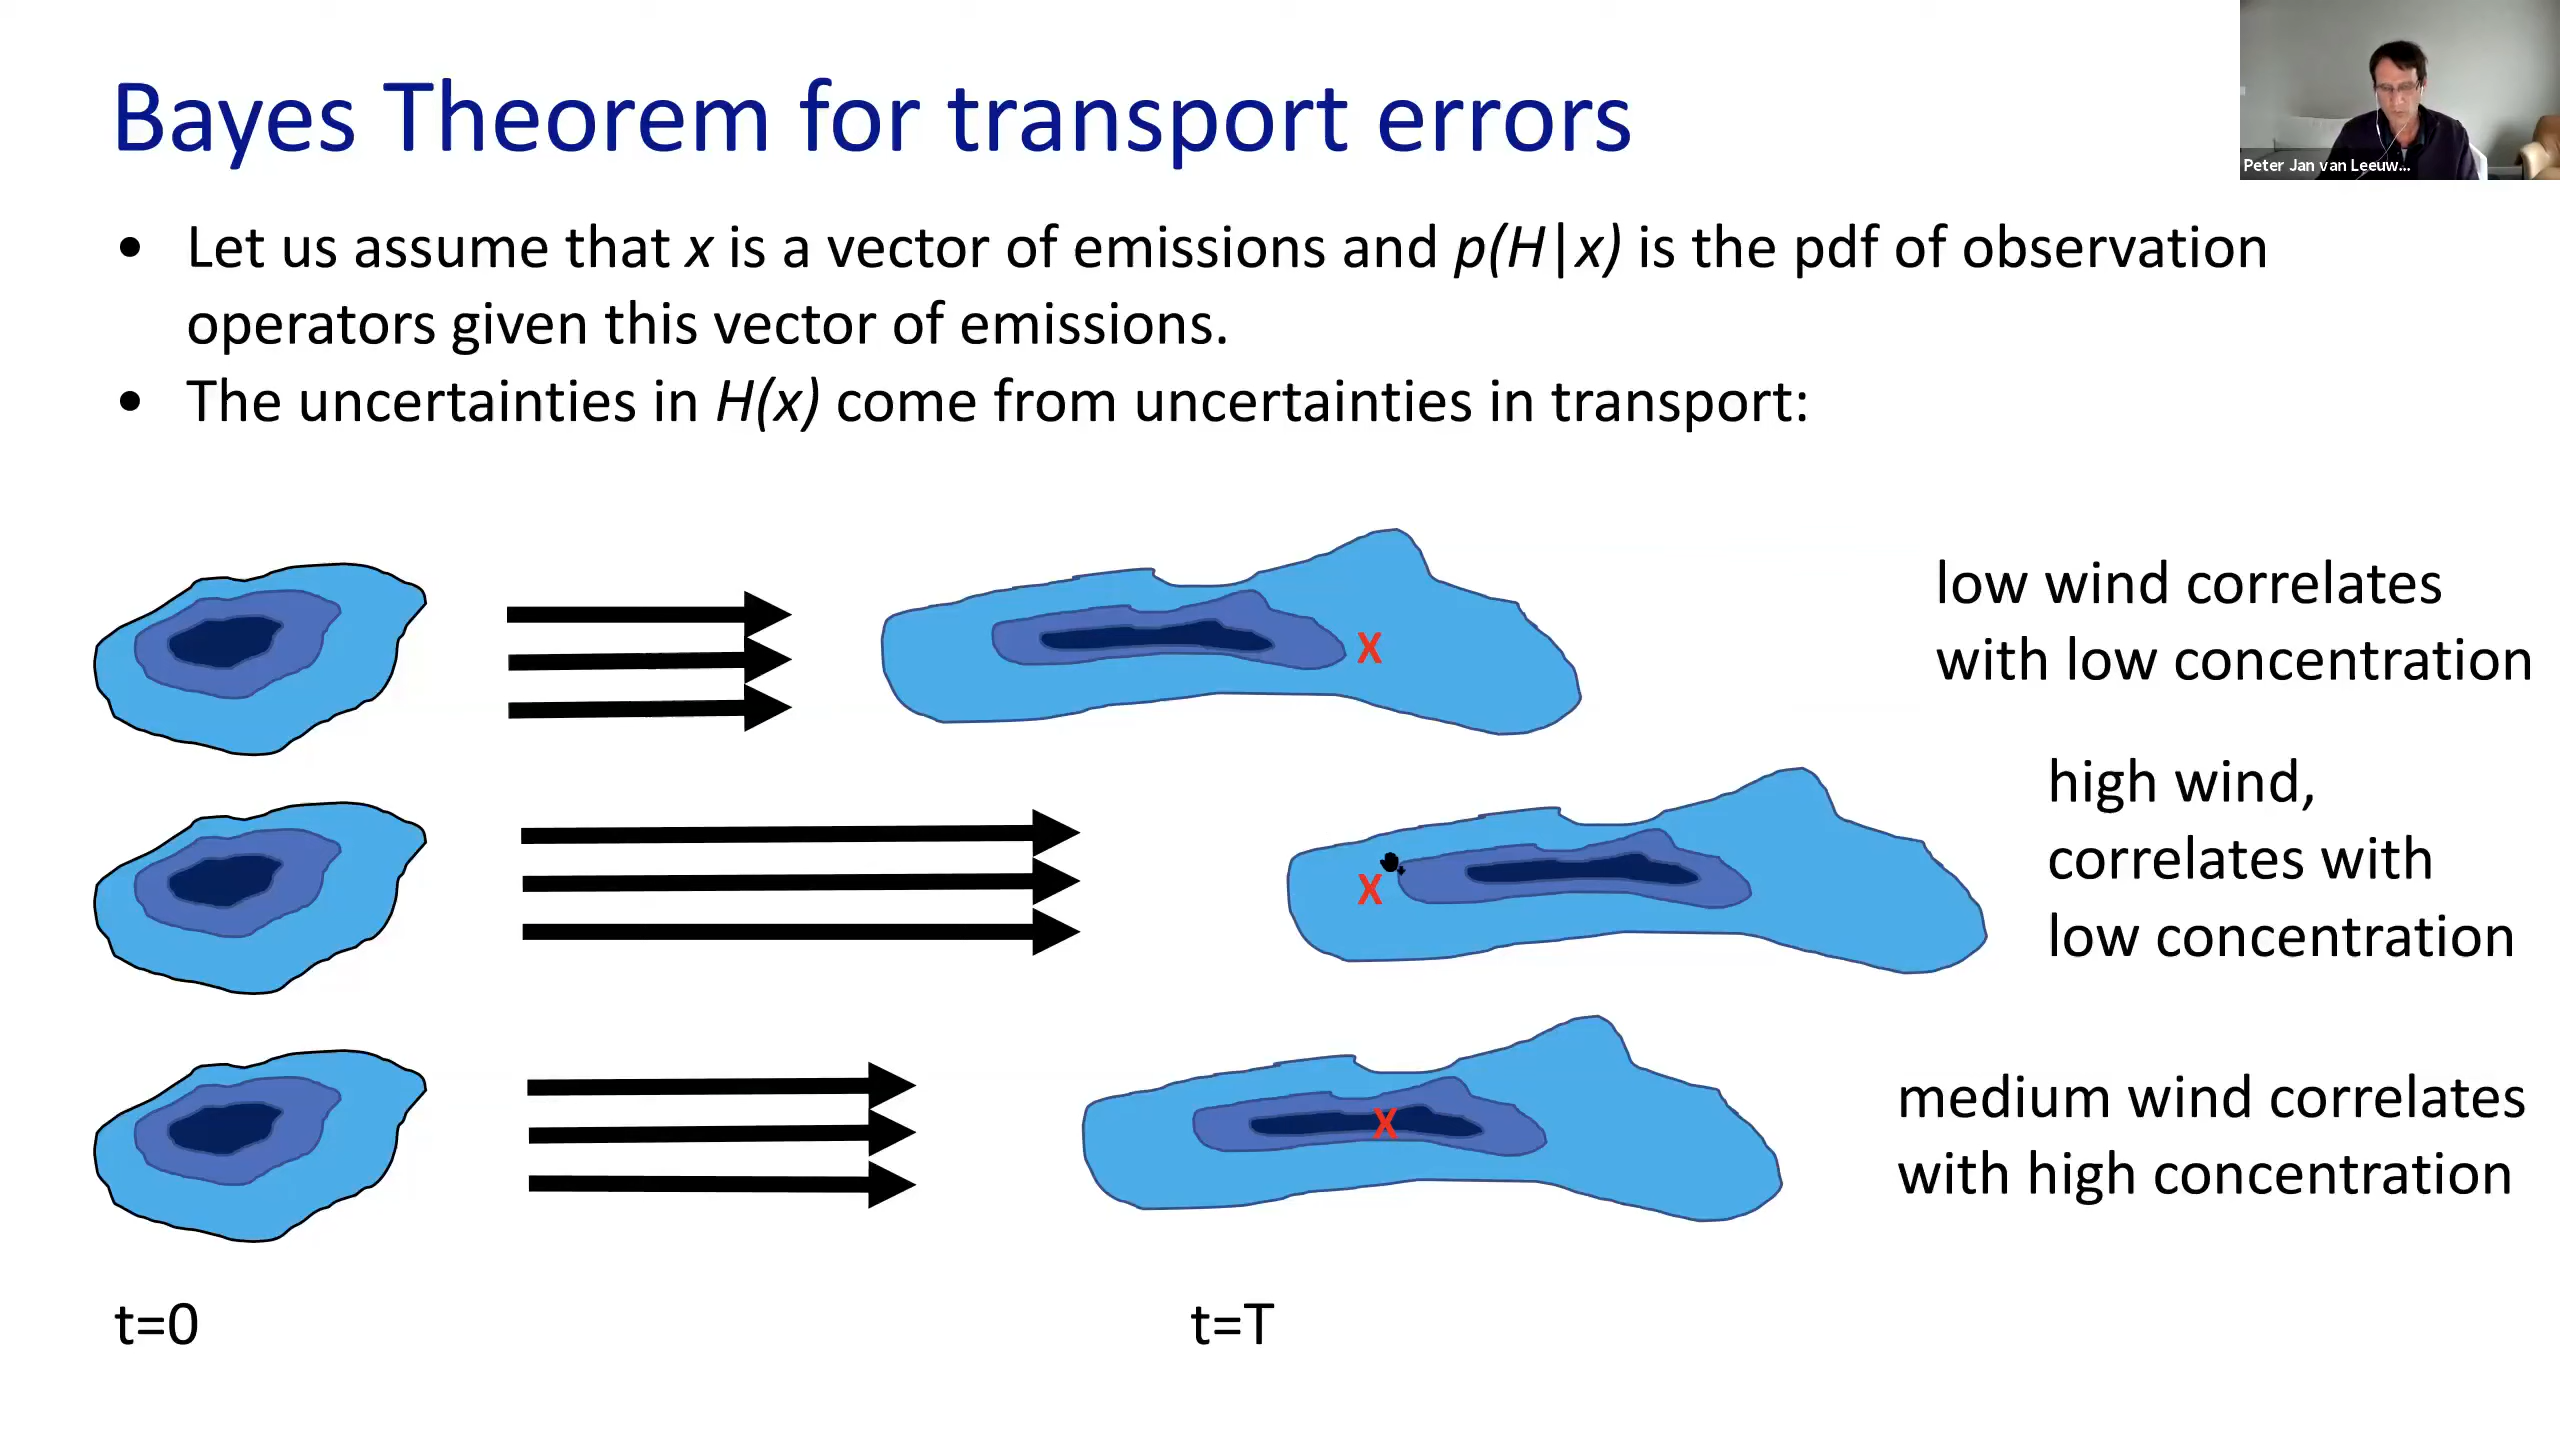 Bayes Theorem for transport errors
Peter Jan van Leeuw...
• Let us assume that x is a vector of emissions and p(H|x) is the pdf of observation
operators given this vector of emissions.
• The uncertainties in H(x) come from uncertainties in transport:
X
low wind correlates
with low concentration
X
high wind,
correlates with
low concentration
X
medium wind correlates
with high concentration
t=0
t=T